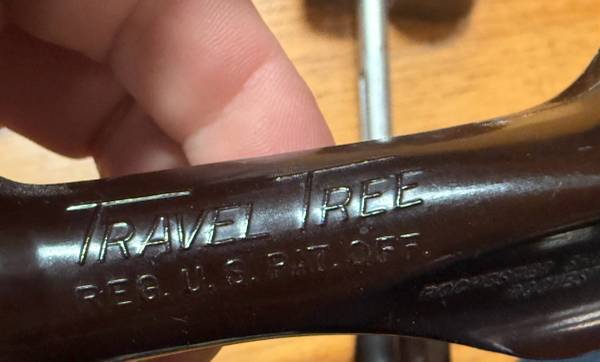 TRAVEL TREE
REG. U. S. PAT. OFF.